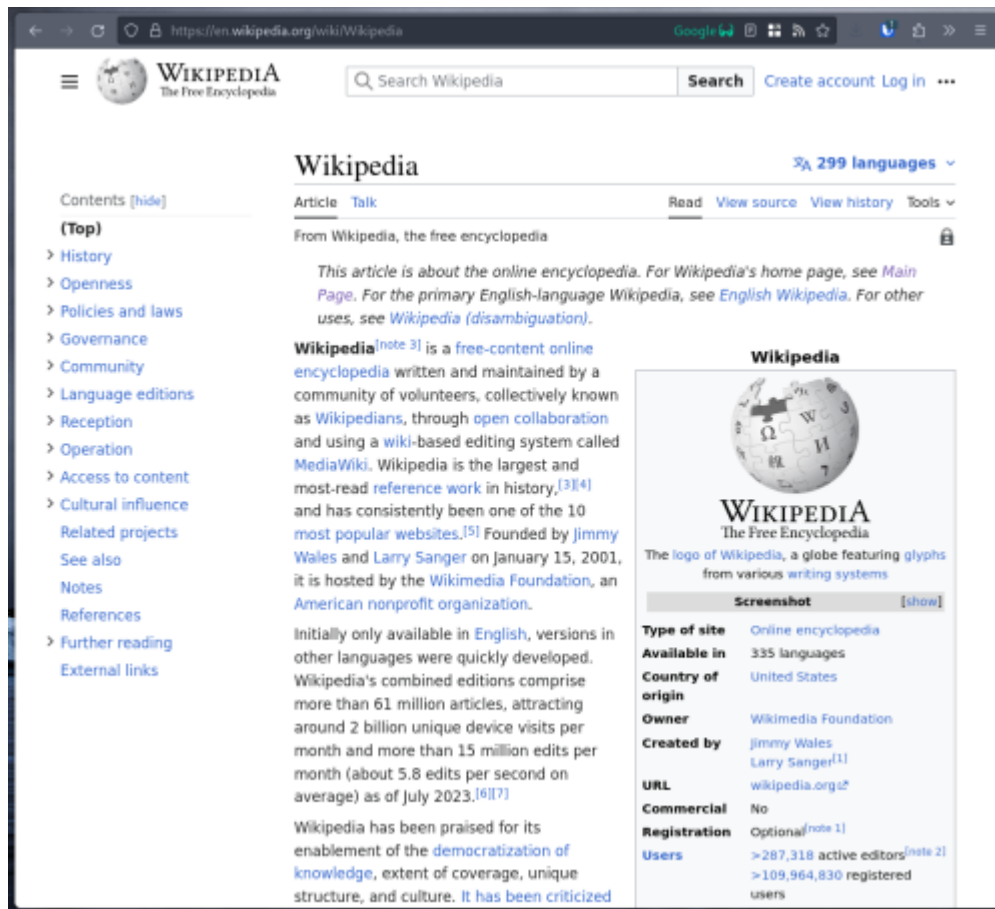 https://en.wikipedia.org/wiki/Wikipedia
Google
WIKIPEDIA
The Free Encyclopedia
Search Wikipedia
Search
Create account Log in
Wikipedia
299 languages
Article Talk
Read View source View history Tools
From Wikipedia, the free encyclopedia
Contents [hide]
(Top)
History
Openness
Policies and laws
Governance
Community
Language editions
Reception
Operation
Access to content
Cultural influence
Related projects
See also
Notes
References
Further reading
External links
This article is about the online encyclopedia. For Wikipedia's home page, see Main
Page. For the primary English-language Wikipedia, see English Wikipedia. For other
uses, see Wikipedia (disambiguation).
Wikipedia[note 3] is a free-content online
encyclopedia written and maintained by a
community of volunteers, collectively known
as Wikipedians, through open collaboration
and using a wiki-based editing system called
MediaWiki. Wikipedia is the largest and
most-read reference work in history,[3][4]
and has consistently been one of the 10
most popular websites.[5] Founded by Jimmy
Wales and Larry Sanger on January 15, 2001,
it is hosted by the Wikimedia Foundation, an
American nonprofit organization.
Initially only available in English, versions in
other languages were quickly developed.
Wikipedia's combined editions comprise
more than 61 million articles, attracting
around 2 billion unique device visits per
month and more than 15 million edits per
month (about 5.8 edits per second on
average) as of July 2023.[6][7]
Wikipedia has been praised for its
enablement of the democratization of
knowledge, extent of coverage, unique
structure, and culture. It has been criticized
Wikipedia
Ω W И
WIKIPEDIA
The Free Encyclopedia
The logo of Wikipedia, a globe featuring glyphs
from various writing systems
Screenshot [show]
Type of site Online encyclopedia
Available in 335 languages
Country of United States
origin
Owner Wikimedia Foundation
Created by Jimmy Wales
Larry Sanger[1]
URL wikipedia.org
Commercial No
Registration Optional[note 1]
Users >287,318 active editors[note 2]
>109,964,830 registered
users